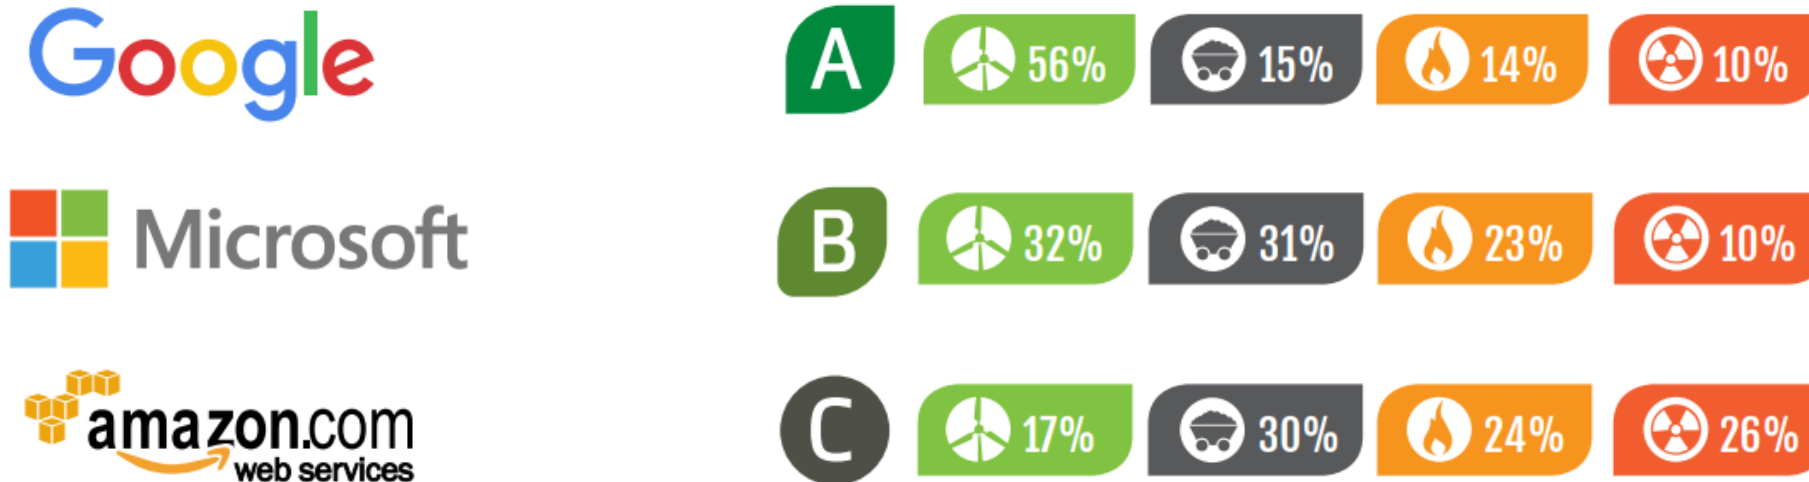 Google A 56% 15% 14% 10%
Microsoft B 32% 31% 23% 10%
amazon.com
web services C 17% 30% 24% 26%